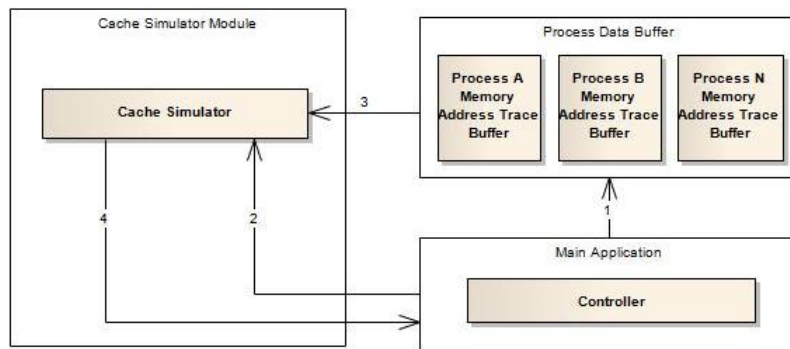 Cache Simulator Module
Process Data Buffer
Process A
Memory
Address Trace
Buffer
Process B
Memory
Address Trace
Buffer
Process N
Memory
Address Trace
Buffer
Cache Simulator
3
4
2
1
Main Application
Controller